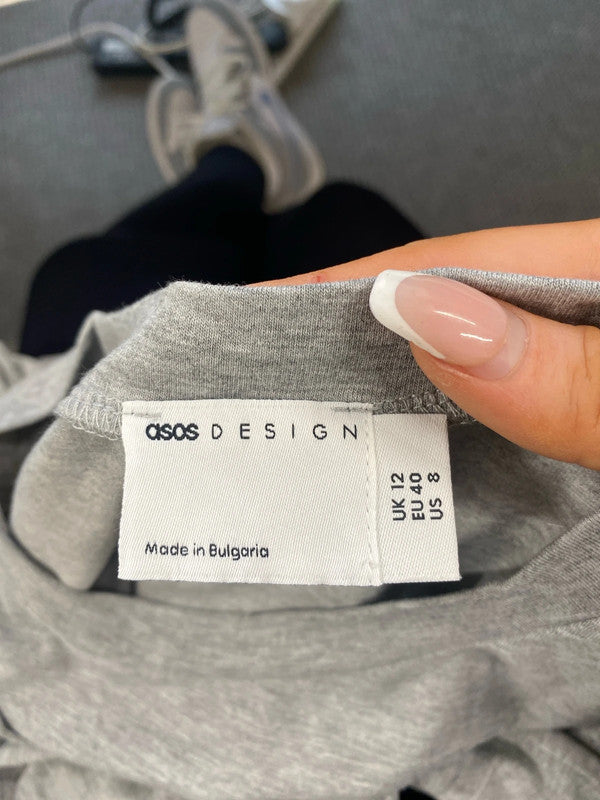 asos DESIGN
Made in Bulgaria
UK 12
EU 40
US 8